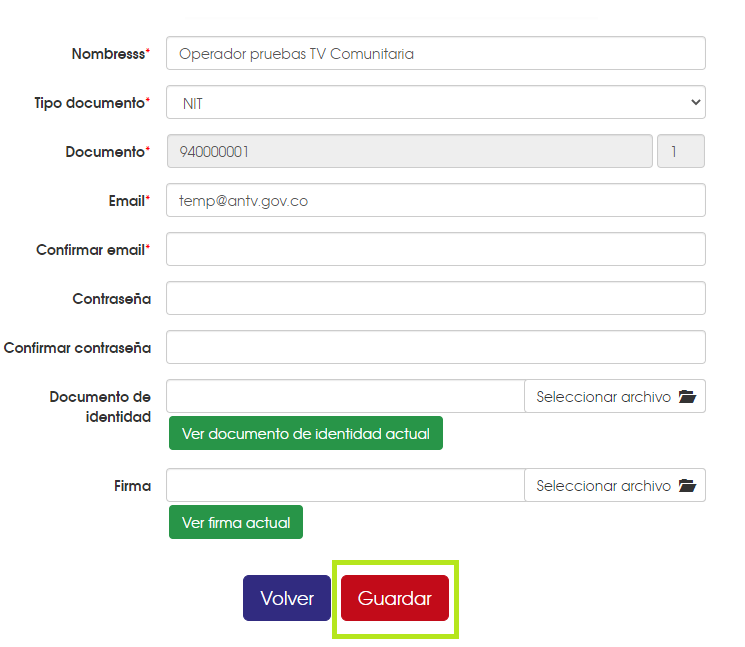 Nombresss* Operador pruebas TV Comunitaria
Tipo documento* NIT
Documento* 940000001 1
Email* temp@antv.gov.co
Confirmar email*
Contraseña
Confirmar contraseña
Documento de
identidad
Seleccionar archivo
Ver documento de identidad actual
Firma Seleccionar archivo
Ver firma actual
Volver Guardar